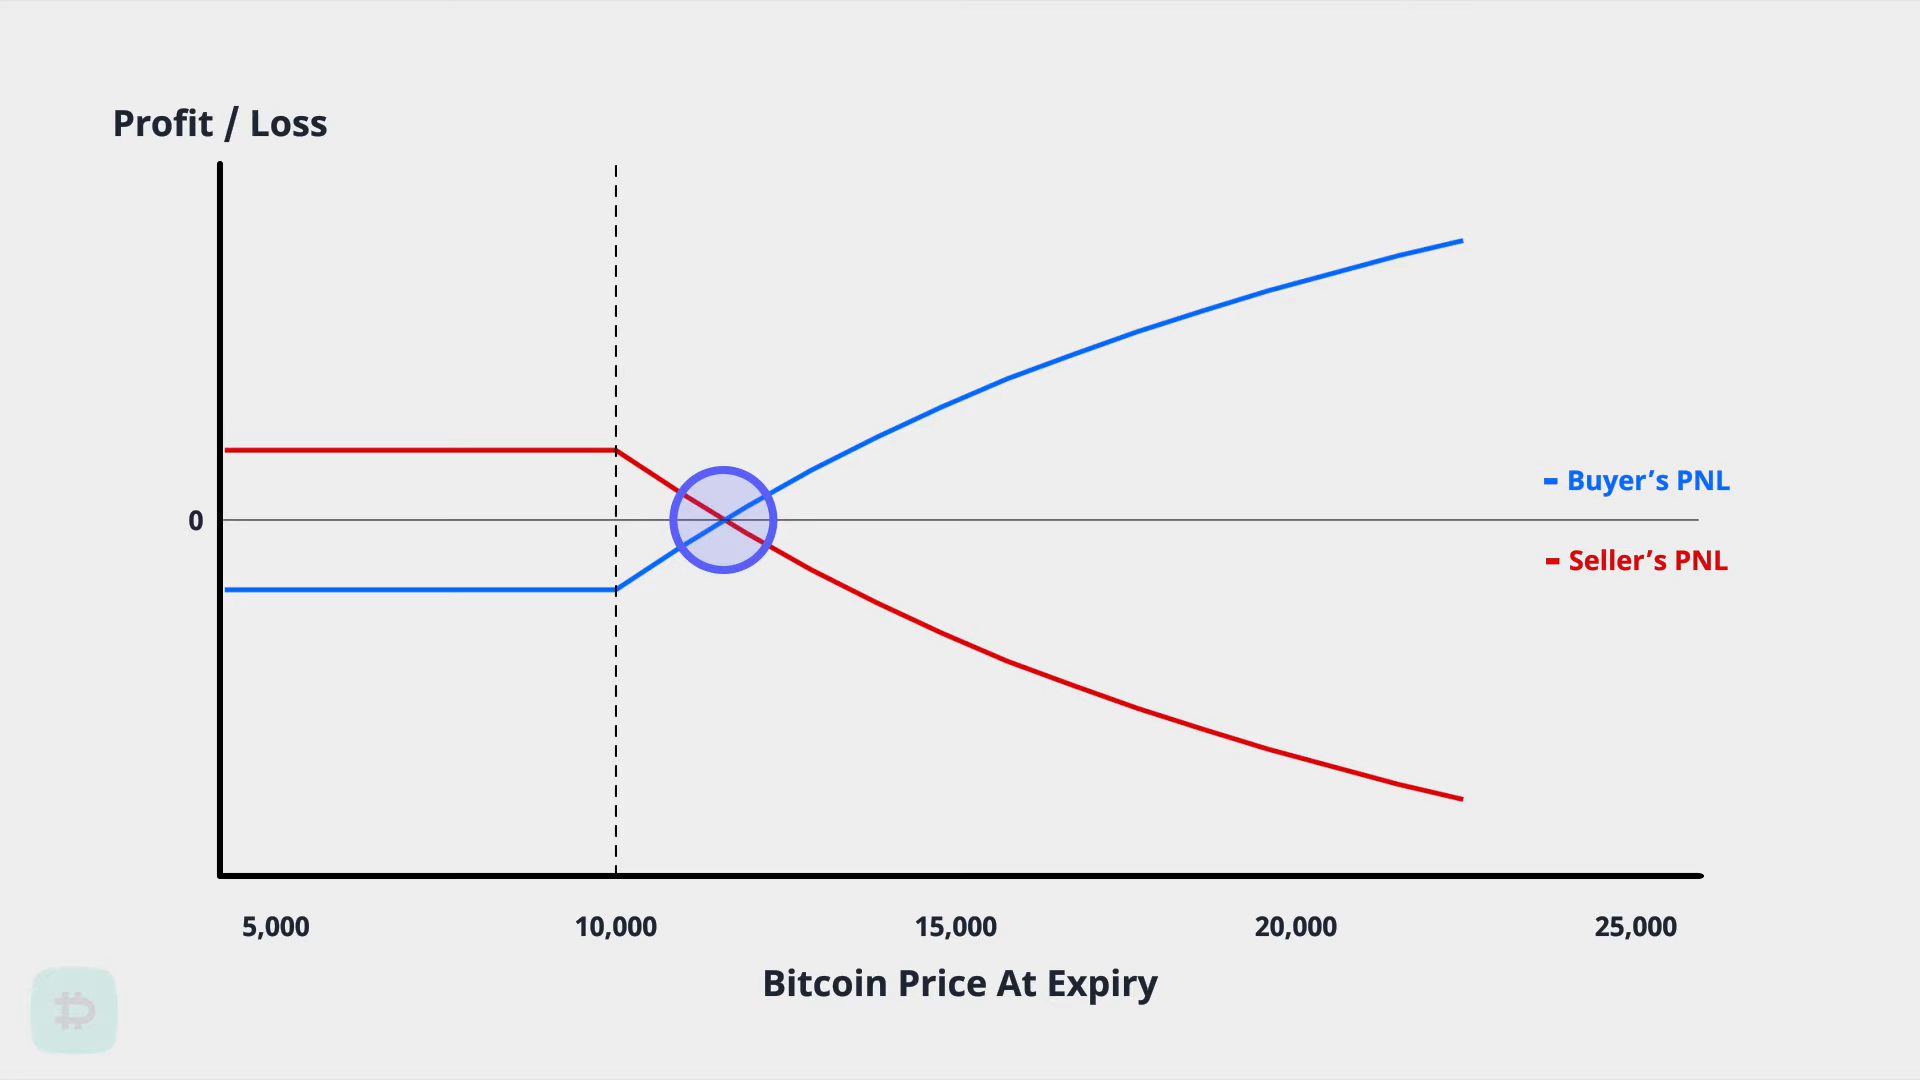 Profit / Loss
0
- Buyer’s PNL
- Seller’s PNL
5,000 10,000 15,000 20,000 25,000
Bitcoin Price At Expiry